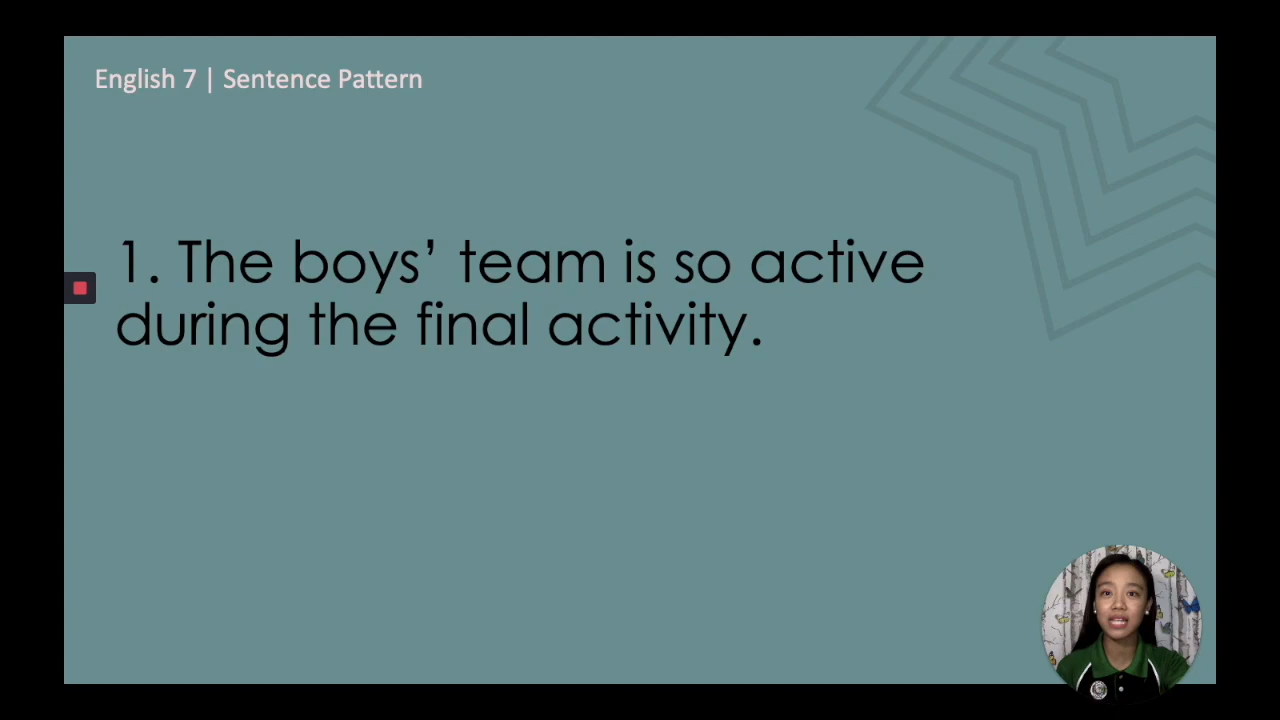 English 7 | Sentence Pattern
1. The boys’ team is so active
during the final activity.